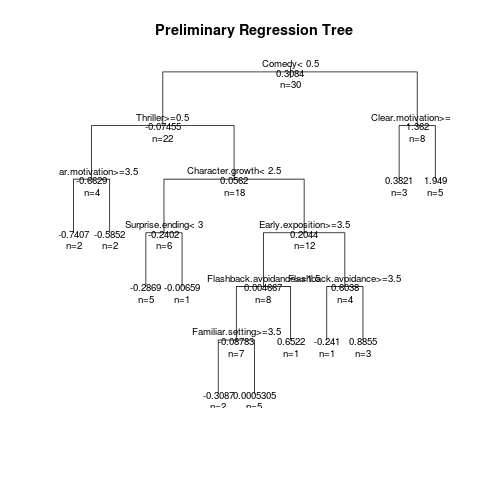 Preliminary Regression Tree
Comedy< 0.5
0.3084
n=30
Thriller>=0.5
-0.07455
n=22
Clear.motivation>=
1.362
n=8
ar.motivation>=3.5
-0.6629
n=4
Character.growth< 2.5
0.0562
n=18
0.3821
n=3
1.949
n=5
-0.7407
n=2
-0.5852
n=2
Surprise.ending< 3
-0.2402
n=6
Early.exposition>=3.5
0.2044
n=12
-0.2869
n=5
-0.00659
n=1
Flashback.avoidance
0.004667
n=8
Flashback.avoidance>=3.5
0.6038
n=4
Familiar.setting>=3.5
-0.08783
n=7
0.6522
n=1
-0.241
n=1
0.8855
n=3
-0.3087
n=2
0.0005305
n=5